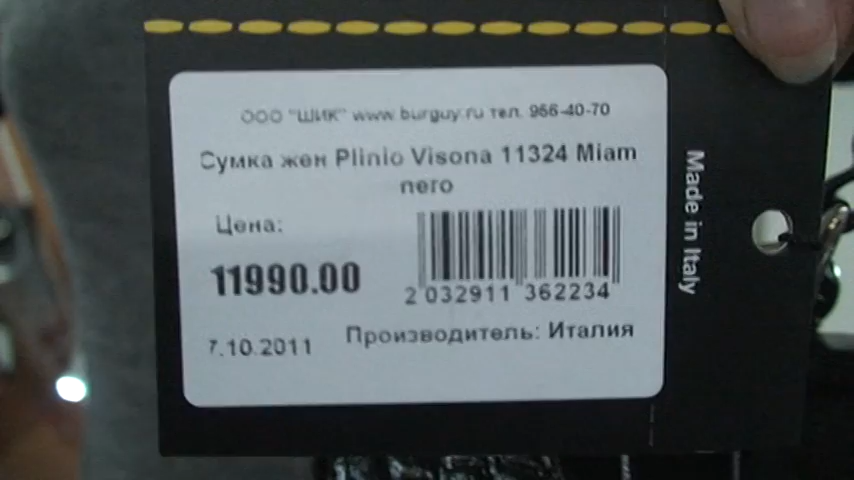 ООО "ШИК" www.burguy.ru тел. 956-40-70
Сумка жен Plinio Visona 11324 Miam
nero
Цена:
11990.00
2 032911 362234
7.10.2011
Производитель: Италия
Made in Italy